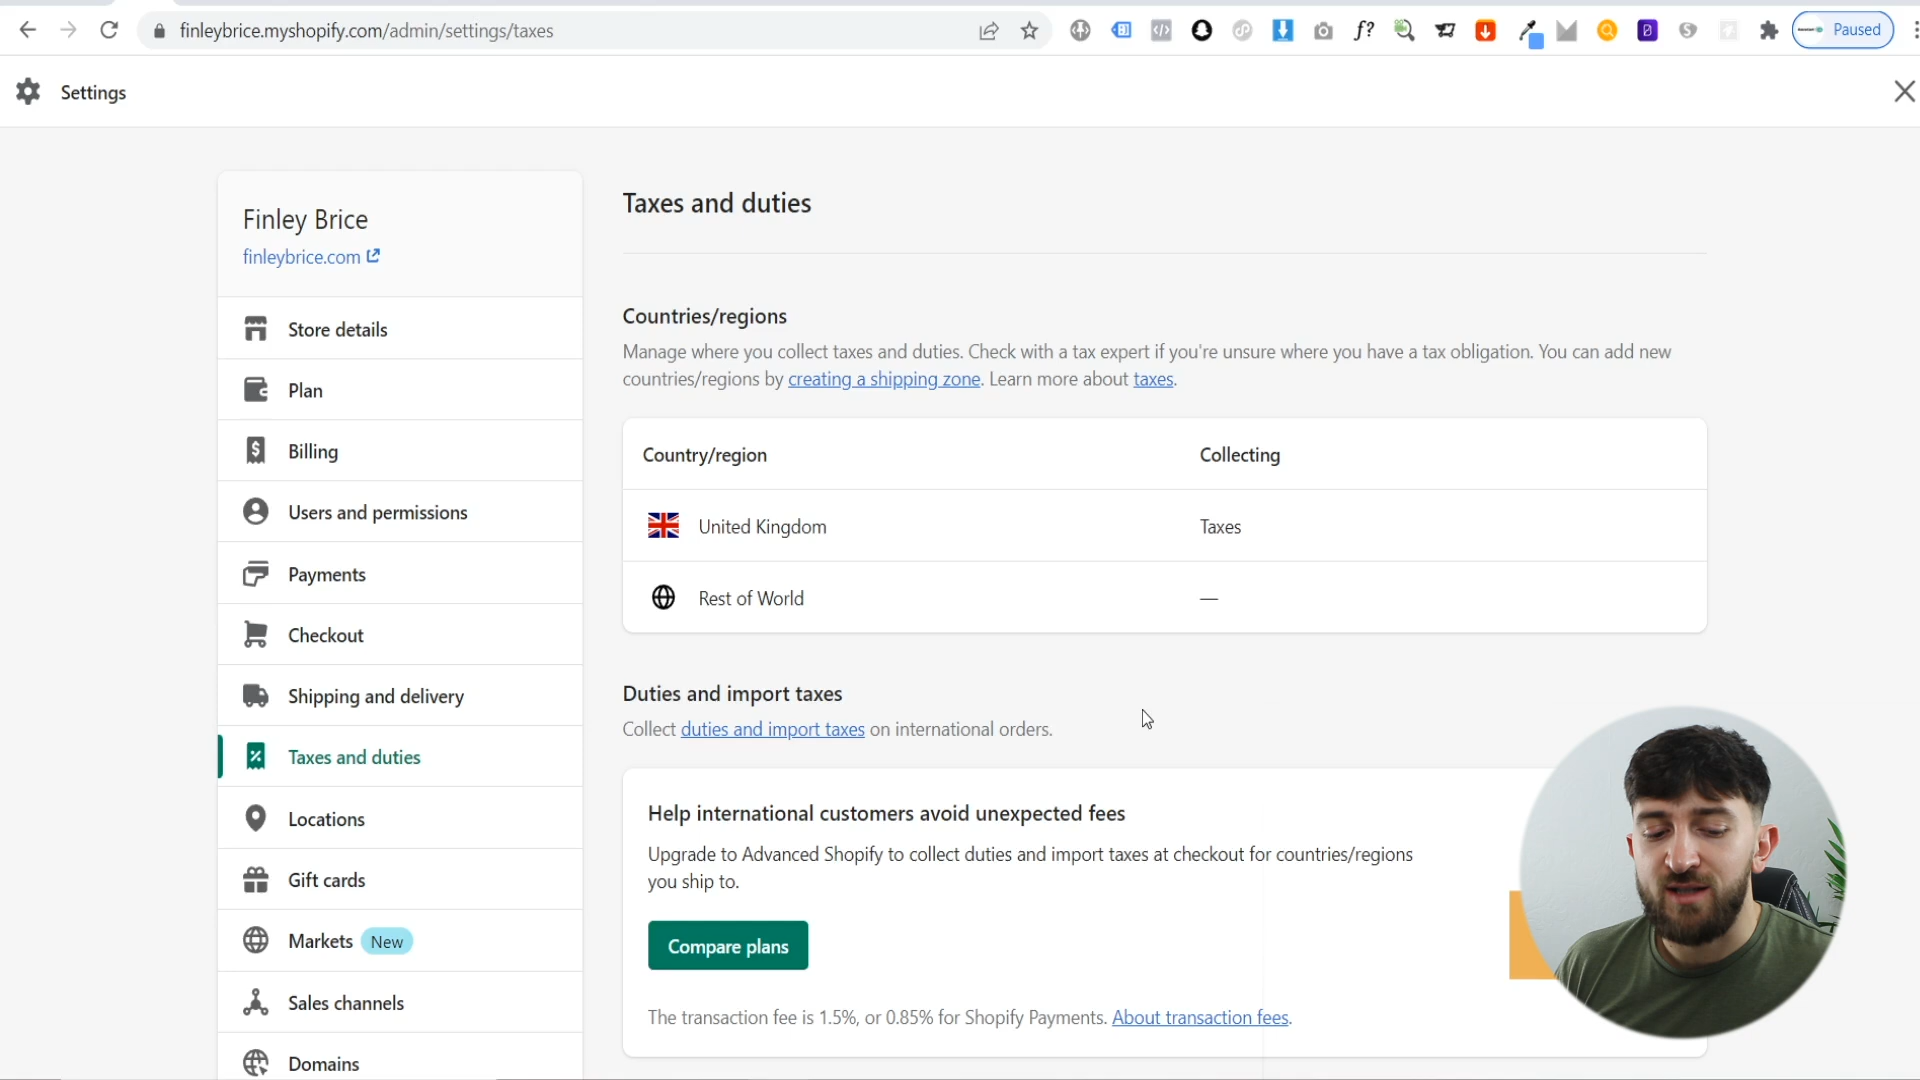 finleybrice.myshopify.com/admin/settings/taxes
f?
Paused
Settings
Finley Brice
finleybrice.com
Store details
Plan
Billing
Users and permissions
Payments
Checkout
Shipping and delivery
Taxes and duties
Locations
Gift cards
Markets New
Sales channels
Domains
Taxes and duties
Countries/regions
Manage where you collect taxes and duties. Check with a tax expert if you're unsure where you have a tax obligation. You can add new
countries/regions by creating a shipping zone. Learn more about taxes.
Country/region Collecting
United Kingdom Taxes
Rest of World —
Duties and import taxes
Collect duties and import taxes on international orders.
Help international customers avoid unexpected fees
Upgrade to Advanced Shopify to collect duties and import taxes at checkout for countries/regions
you ship to.
Compare plans
The transaction fee is 1.5%, or 0.85% for Shopify Payments. About transaction fees.